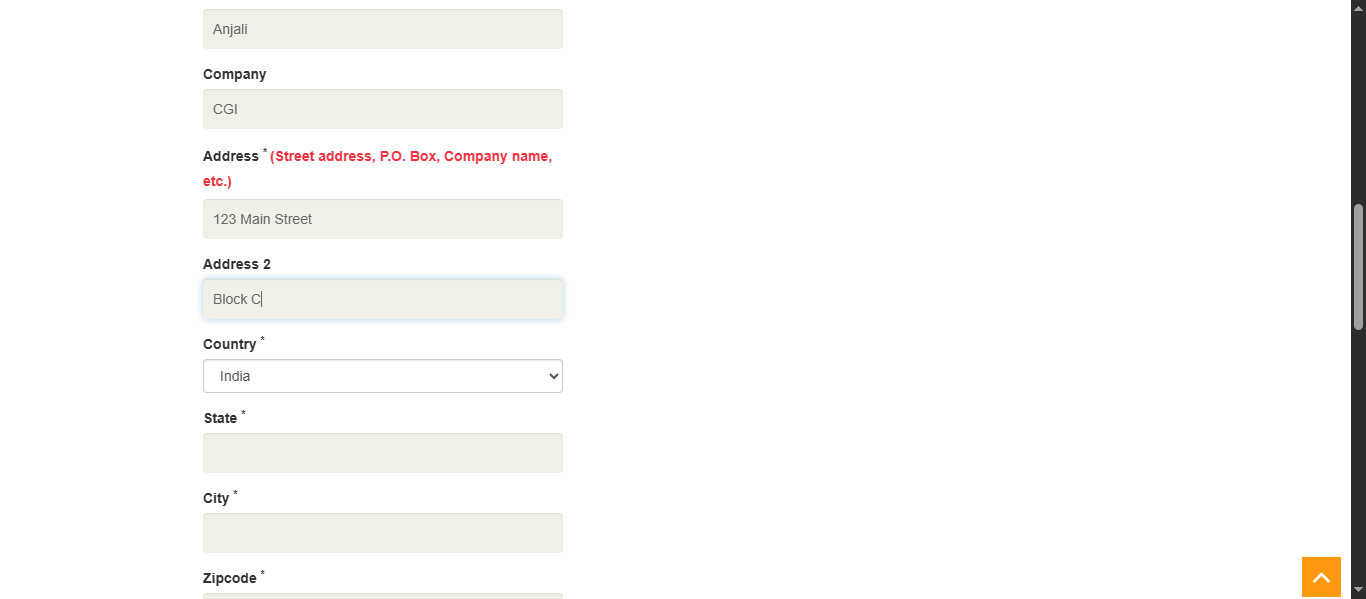 Anjali
Company
CGI
Address * (Street address, P.O. Box, Company name,
etc.)
123 Main Street
Address 2
Block C
Country *
India
State *
City *
Zipcode *